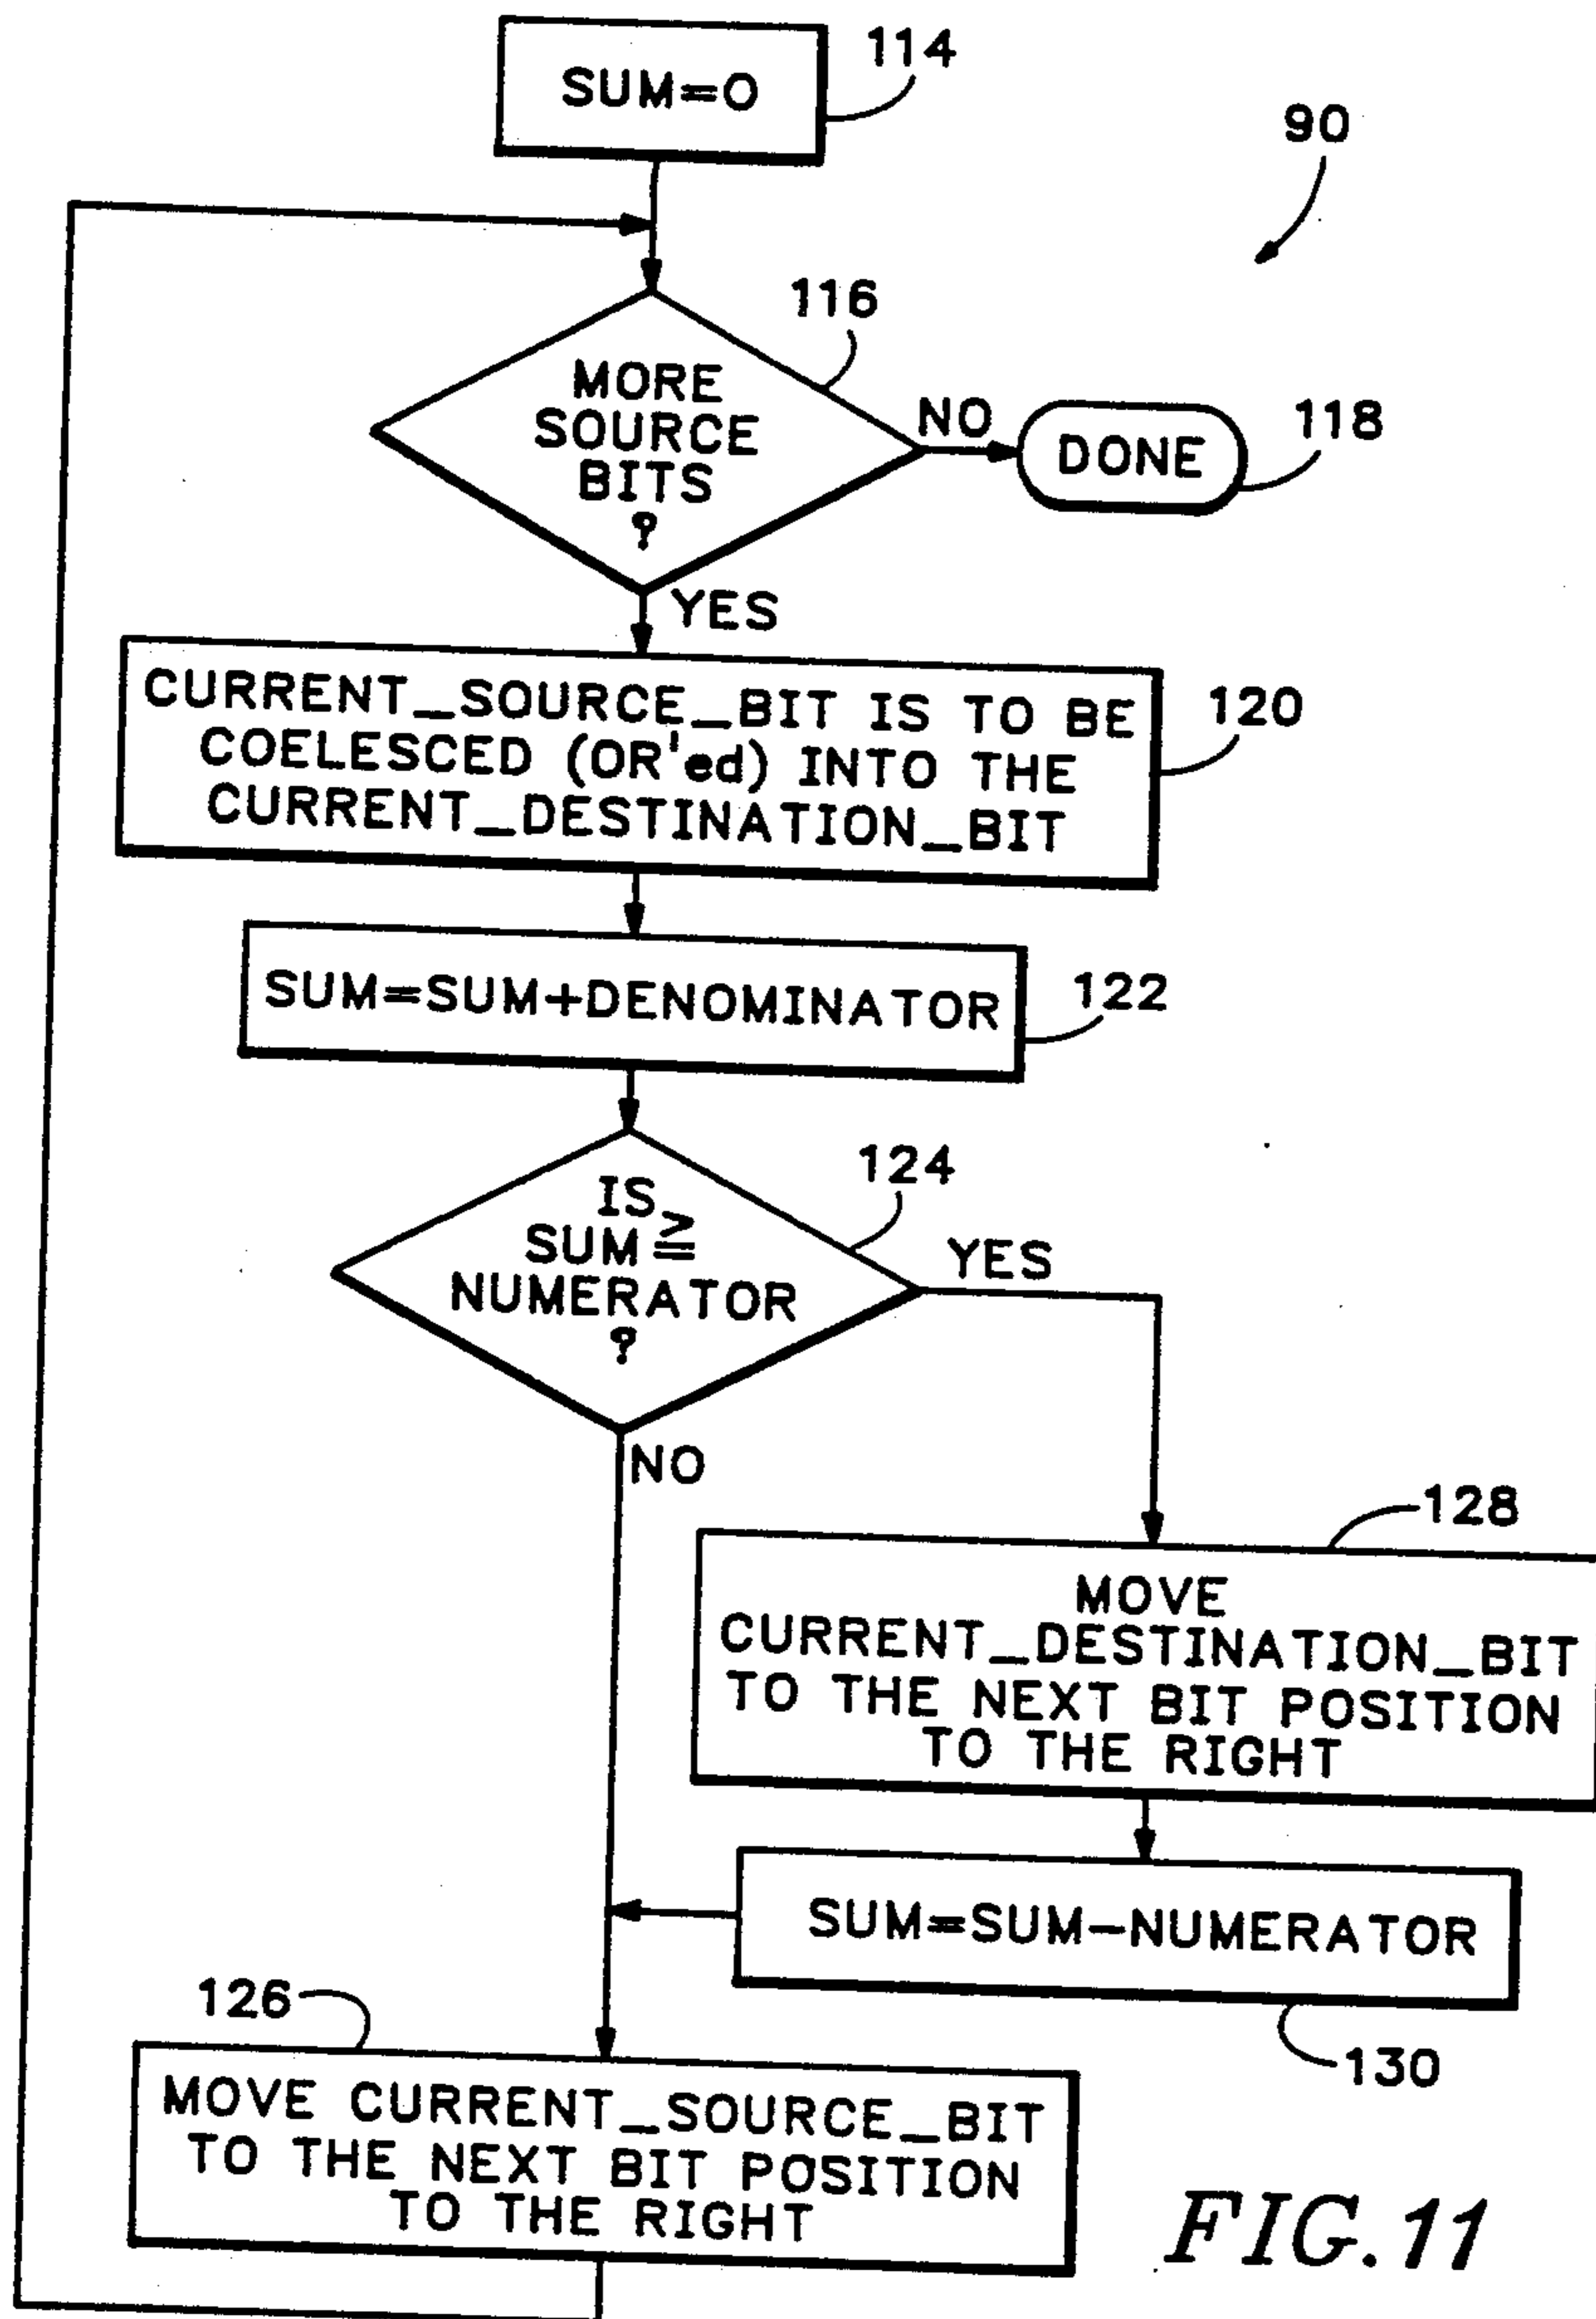 SUM=0
114
90
116
MORE
SOURCE
BITS
?
NO
DONE
118
YES
CURRENT_SOURCE_BIT IS TO BE
COELESCED (OR'ed) INTO THE
CURRENT_DESTINATION_BIT
120
SUM=SUM+DENOMINATOR
122
124
IS
SUM≧
NUMERATOR
?
YES
NO
128
MOVE
CURRENT_DESTINATION_BIT
TO THE NEXT BIT POSITION
TO THE RIGHT
SUM=SUM−NUMERATOR
130
126
MOVE CURRENT_SOURCE_BIT
TO THE NEXT BIT POSITION
TO THE RIGHT
FIG.11